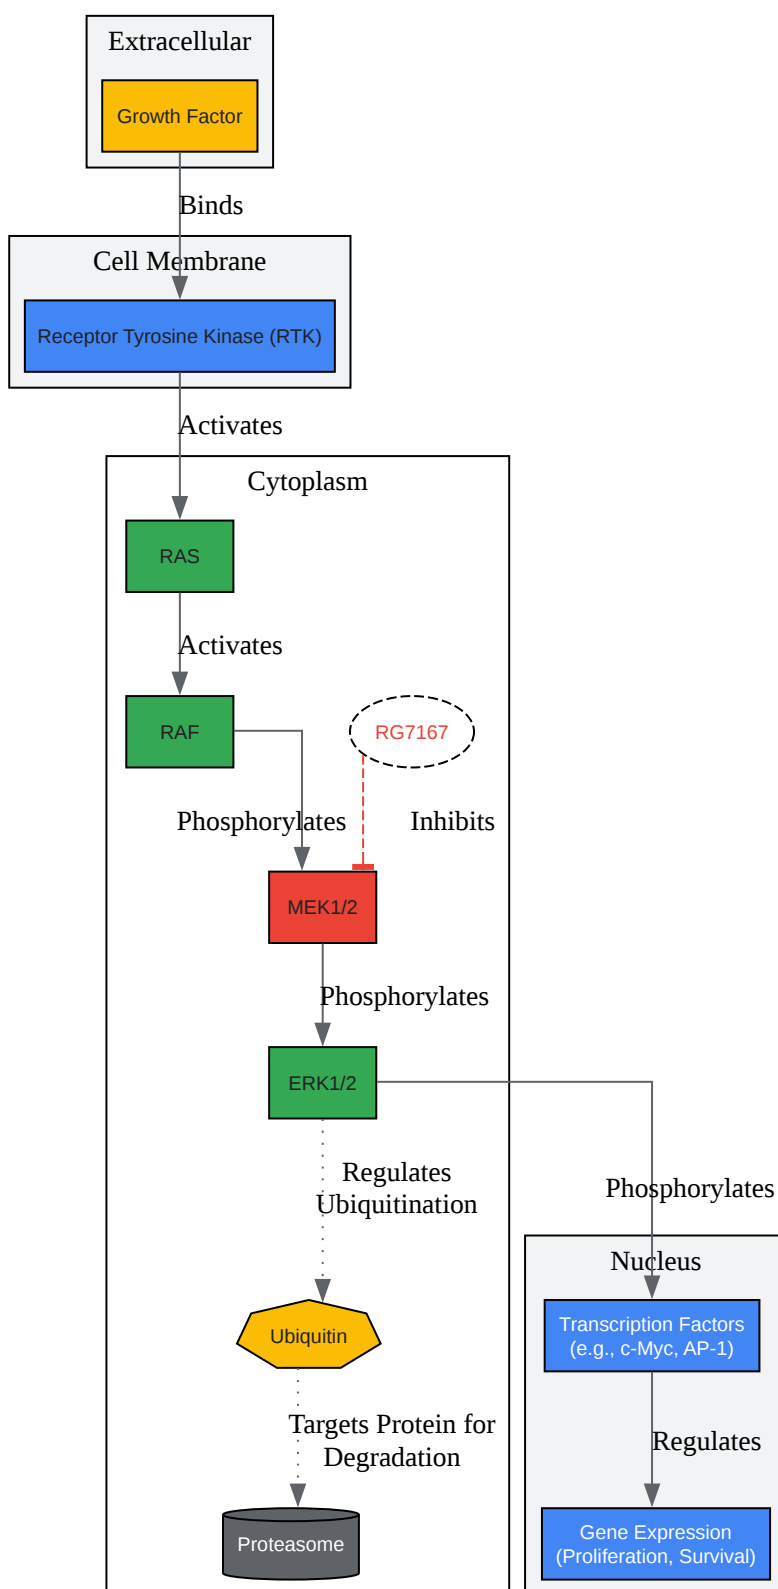 Extracellular
Growth Factor
Binds
Cell Membrane
Receptor Tyrosine Kinase (RTK)
Activates
Cytoplasm
RAS
Activates
RAF
RG7167
Phosphorylates
Inhibits
MEK1/2
Phosphorylates
ERK1/2
Regulates
Ubiquitination
Phosphorylates
Nucleus
Ubiquitin
Transcription Factors
(e.g., c-Myc, AP-1)
Targets Protein for
Degradation
Regulates
Proteasome
Gene Expression
(Proliferation, Survival)